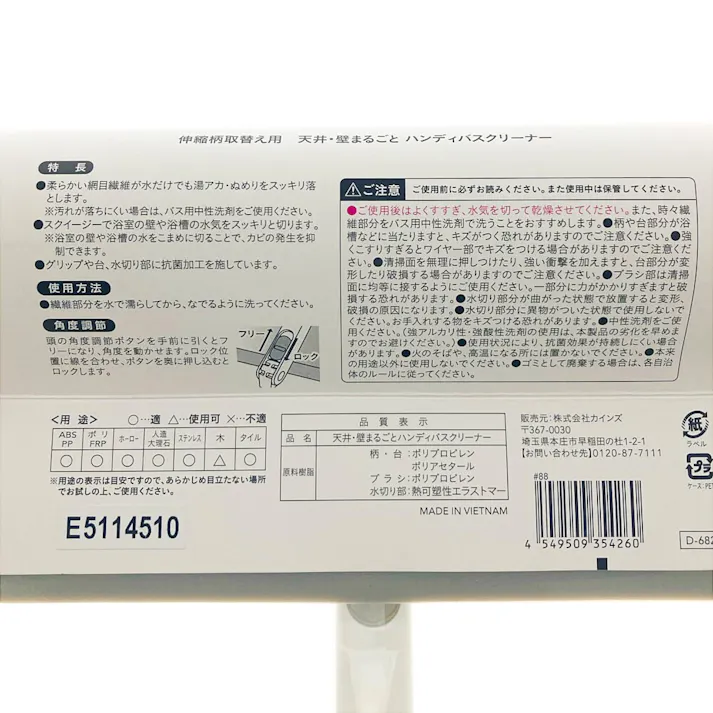 伸縮柄取替え用 天井・壁まるごと ハンディバスクリーナー
特長
●柔らかい網目繊維が水だけでも湯アカ・ぬめりをスッキリ落
とします。
※汚れが落ちにくい場合は、バス用中性洗剤をご使用ください。
●スクイージーで浴室の壁や浴槽の水気をスッキリと切ります。
※浴室の壁や浴槽の水をこまめに切ることで、カビの発生を抑
制できます。
●グリップや台、水切り部に抗菌加工を施しています。
使用方法
●繊維部分を水で濡らしてから、なでるように洗ってください。
角度調節
頭の角度調節ボタンを手前に引くとフ
リーになり、角度を動かせます。ロック位
置に線を合わせ、ボタンを奥に押し込むと
ロックします。
フリー
ロック
ご注意 ご使用前に必ずお読みください。また使用中は保管してください。
●ご使用後はよくすすぎ、水気を切って乾燥させてください。また、時々繊
維部分をバス用中性洗剤で洗うことをおすすめします。●柄や台部分が浴
槽などに当たりますと、キズがつく恐れがありますのでご注意ください。●強
くこすりすぎるとワイヤー部でキズをつける場合がありますのでご注意くだ
さい。●清掃面を無理に押しつけたり、強い衝撃を加えますと、台部分が変
形したり破損する場合がありますのでご注意ください。●ブラシ部は清掃
面に均等に接するようにご使用ください。一部分に力がかかりすぎますと破
損する恐れがあります。●水切り部分が曲がった状態で放置すると変形、
破損の原因になります。●水切り部分に異物がついた状態で使用しないで
ください。お手入れする物をキズつける恐れがあります。●中性洗剤をご使
用ください。（強アルカリ性・強酸性洗剤の使用は、本製品の劣化を早めま
すのでお避けください。）●使用状況により、抗菌効果が持続しにくい場合
があります。●火のそばや、高温になる所には置かないでください。●本来
の用途以外に使用しないでください。●ゴミとして廃棄する場合は、各自治
体のルールに従ってください。
<用途> ○…適 △…使用可 ×…不適
ABS PP ポリ FRP ホーロー 人造大理石 ステンレス 木 タイル
○ ○ ○ ○ ○ △ ○
※用途の表示は目安ですので、あらかじめ目立たない場所
でお試しの上、ご使用ください。
E5114510
品質表示
品名 天井・壁まるごとハンディバスクリーナー
原料樹脂
柄・台：ポリプロピレン
ポリアセタール
ブラシ：ポリプロピレン
水切り部：熱可塑性エラストマー
MADE IN VIETNAM
販売元：株式会社カインズ
〒367-0030
埼玉県本庄市早稲田の杜1-2-1
【お問い合わせ先】0120-87-7111
#88
4 549509 354260
紙
ラベル
プラ
ケース:PET
D-682